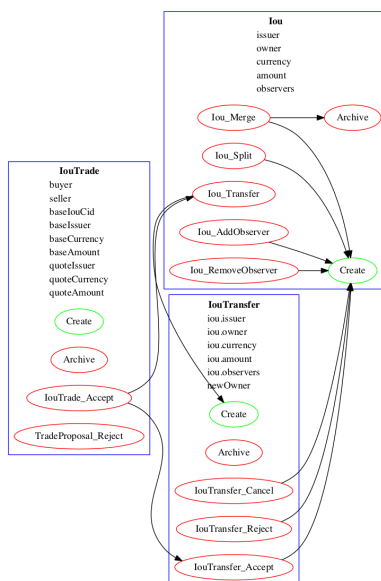 Iou
issuer
owner
currency
amount
observers
Iou_Merge
Archive
Iou_Split
Iou_Transfer
Iou_AddObserver
Iou_RemoveObserver
Create
IouTrade
buyer
seller
baseIouCid
baseIssuer
baseCurrency
baseAmount
quoteIssuer
quoteCurrency
quoteAmount
Create
Archive
IouTrade_Accept
TradeProposal_Reject
IouTransfer
iou.issuer
iou.owner
iou.currency
iou.amount
iou.observers
newOwner
Create
Archive
IouTransfer_Cancel
IouTransfer_Reject
IouTransfer_Accept